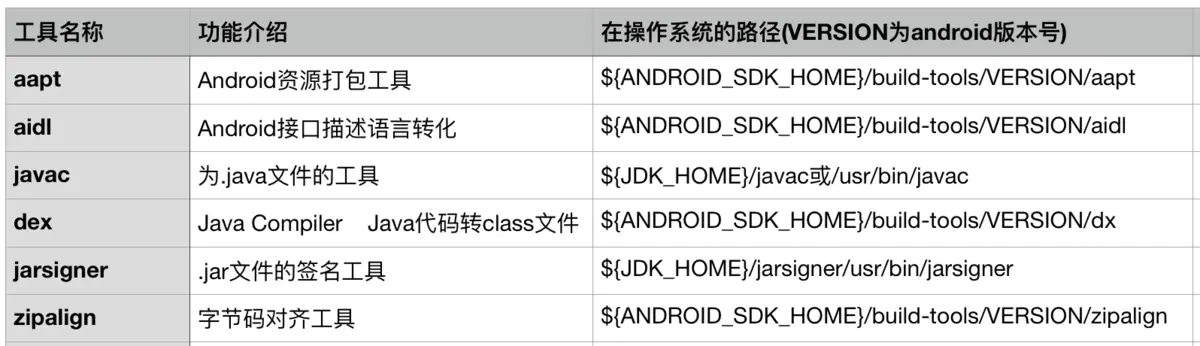 工具名称 功能介绍 在操作系统的路径(VERSION为android版本号)
aapt Android资源打包工具 ${ANDROID_SDK_HOME}/build-tools/VERSION/aapt
aidl Android接口描述语言转化 ${ANDROID_SDK_HOME}/build-tools/VERSION/aidl
javac 为.java文件的工具 ${JDK_HOME}/javac或/usr/bin/javac
dex Java Compiler Java代码转class文件 ${ANDROID_SDK_HOME}/build-tools/VERSION/dx
jarsigner .jar文件的签名工具 ${JDK_HOME}/jarsigner/usr/bin/jarsigner
zipalign 字节码对齐工具 ${ANDROID_SDK_HOME}/build-tools/VERSION/zipalign